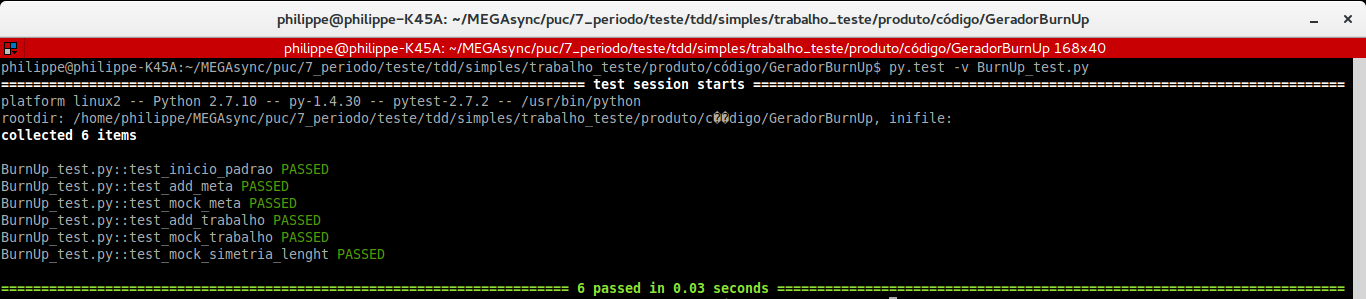 philippe@philippe-K45A: ~/MEGAsync/puc/7_periodo/teste/tdd/simples/trabalho_teste/produto/código/GeradorBurnUp
philippe@philippe-K45A: ~/MEGAsync/puc/7_periodo/teste/tdd/simples/trabalho_teste/produto/código/GeradorBurnUp 168x40
philippe@philippe-K45A:~/MEGAsync/puc/7_periodo/teste/tdd/simples/trabalho_teste/produto/código/GeradorBurnUp$ py.test -v BurnUp_test.py
========================================================================= test session starts ==========================================================================
platform linux2 -- Python 2.7.10 -- py-1.4.30 -- pytest-2.7.2 -- /usr/bin/python
rootdir: /home/philippe/MEGAsync/puc/7_periodo/teste/tdd/simples/trabalho_teste/produto/c��digo/GeradorBurnUp, inifile:
collected 6 items
BurnUp_test.py::test_inicio_padrao PASSED
BurnUp_test.py::test_add_meta PASSED
BurnUp_test.py::test_mock_meta PASSED
BurnUp_test.py::test_add_trabalho PASSED
BurnUp_test.py::test_mock_trabalho PASSED
BurnUp_test.py::test_mock_simetria_lenght PASSED
======================================================================= 6 passed in 0.03 seconds =======================================================================